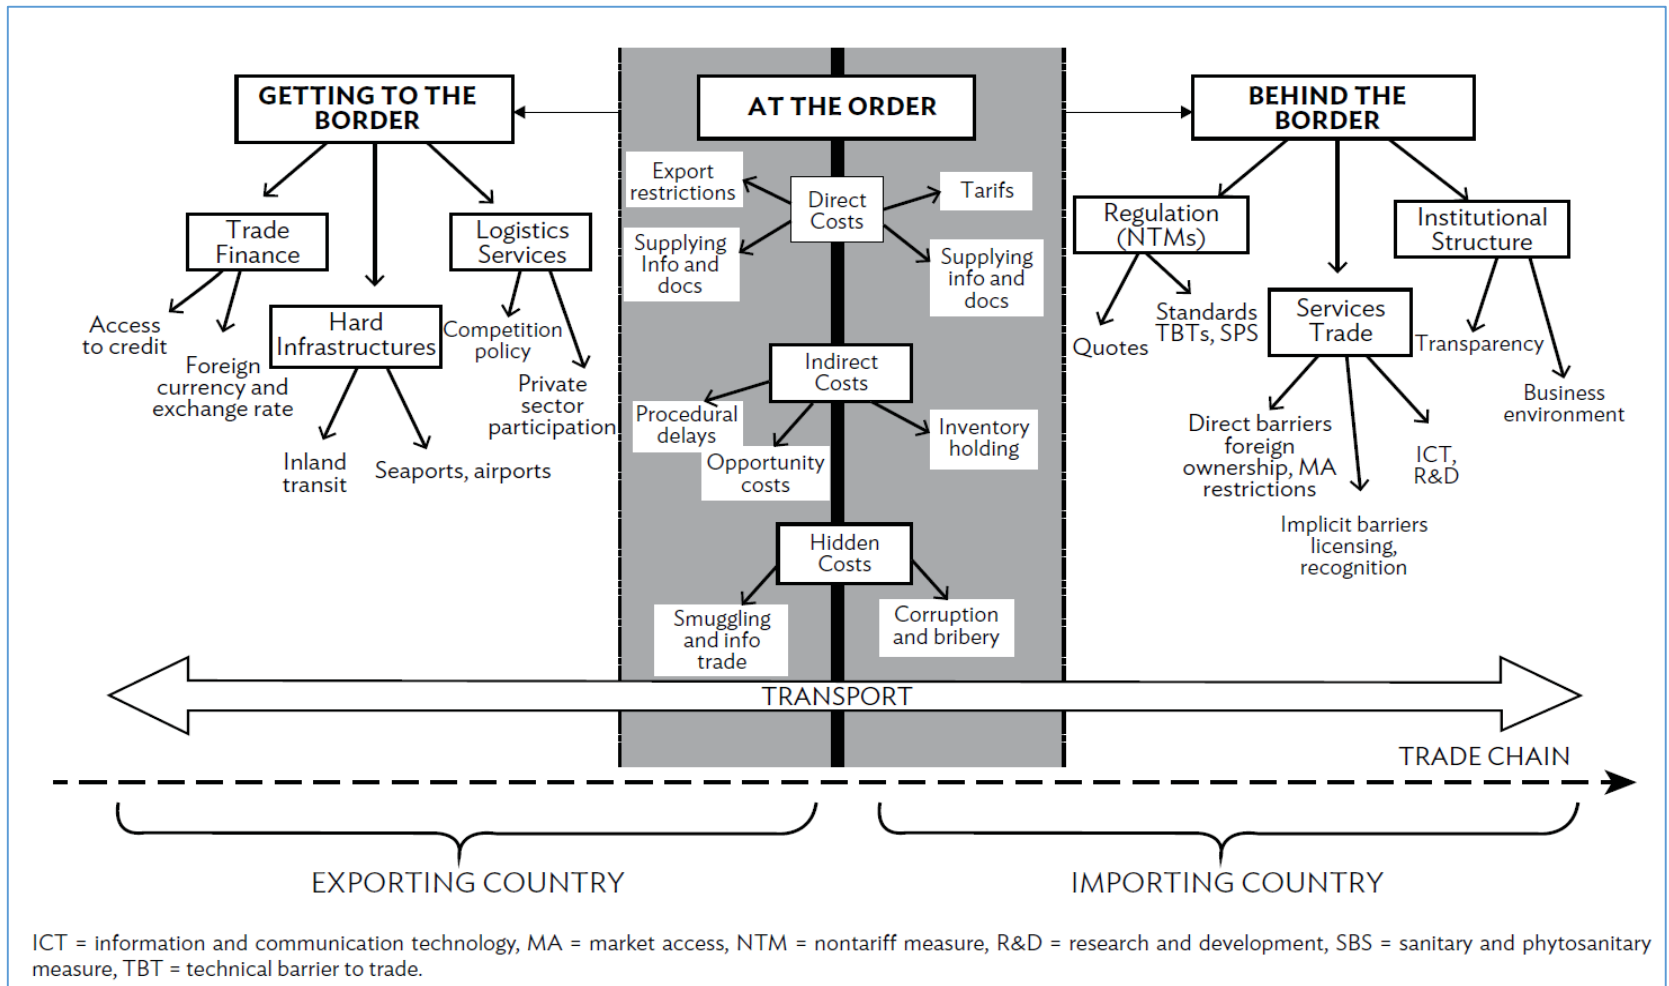 GETTING TO THE
BORDER
AT THE ORDER
BEHIND THE
BORDER
Trade
Finance
Access
to credit
Foreign
currency and
exchange rate
Hard
Infrastructures
Inland
transit
Seaports, airports
Logistics
Services
Competition
policy
Private
sector
participation
Direct
Costs
Export
restrictions
Supplying
Info and
docs
Tarifs
Supplying
info and
docs
Indirect
Costs
Procedural
delays
Opportunity
costs
Inventory
holding
Hidden
Costs
Smuggling
and info
trade
Corruption
and bribery
Regulation
(NTMs)
Quotes
Standards
TBTs, SPS
Services
Trade
Direct barriers
foreign
ownership, MA
restrictions
Implicit barriers
licensing,
recognition
ICT,
R&D
Institutional
Structure
Transparency
Business
environment
TRANSPORT
TRADE CHAIN
EXPORTING COUNTRY
IMPORTING COUNTRY
ICT = information and communication technology, MA = market access, NTM = nontariff measure, R&D = research and development, SBS = sanitary and phytosanitary
measure, TBT = technical barrier to trade.